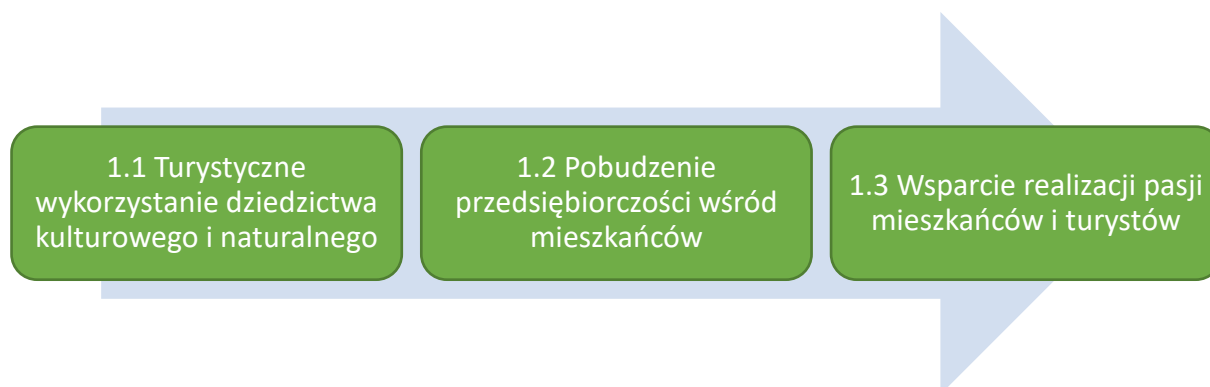 1.1 Turystyczne
wykorzystanie dziedzictwa
kulturowego i naturalnego
1.2 Pobudzenie
przedsiębiorczości wśród
mieszkańców
1.3 Wsparcie realizacji pasji
mieszkańców i turystów